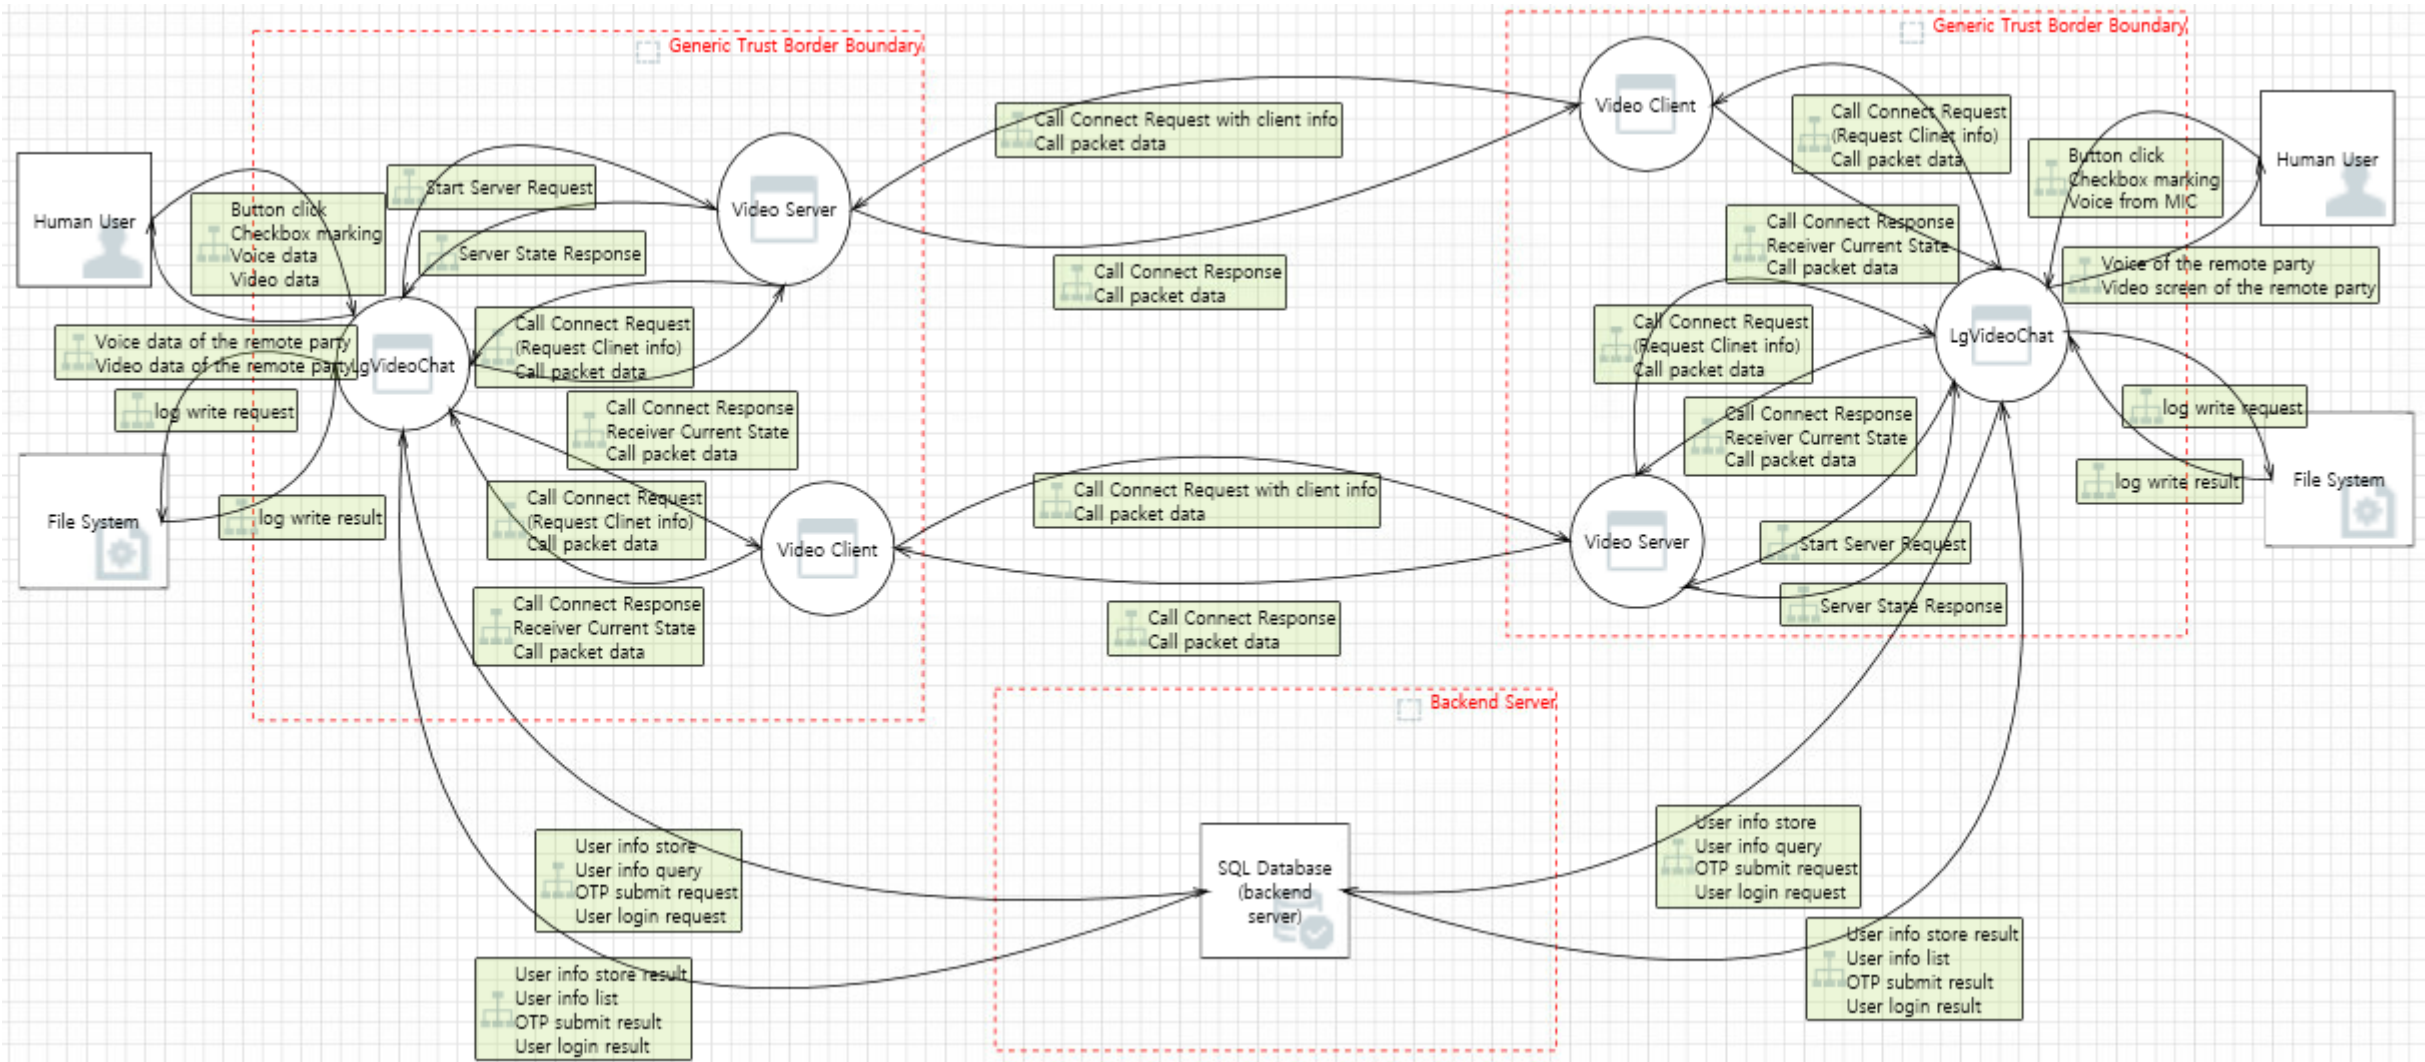 Generic Trust Border Boundary
Human User
Button click
Checkbox marking
Voice data
Video data
Start Server Request
Server State Response
Video Server
Voice data of the remote party
Video data of the remote party
LgVideoChat
Call Connect Request
(Request Clinet info)
Call packet data
log write request
Call Connect Response
Receiver Current State
Call packet data
File System
log write result
Call Connect Request
(Request Clinet info)
Call packet data
Video Client
Call Connect Response
Receiver Current State
Call packet data
Call Connect Request with client info
Call packet data
Call Connect Response
Call packet data
Call Connect Request with client info
Call packet data
Call Connect Response
Call packet data
Generic Trust Border Boundary
Video Client
Call Connect Request
(Request Clinet info)
Call packet data
Button click
Checkbox marking
Voice from MIC
Human User
Call Connect Response
Receiver Current State
Call packet data
Voice of the remote party
Video screen of the remote party
Call Connect Request
(Request Clinet info)
Call packet data
LgVideoChat
Call Connect Response
Receiver Current State
Call packet data
log write request
log write result
File System
Video Server
Start Server Request
Server State Response
Backend Server
SQL Database
(backend
server)
User info store
User info query
OTP submit request
User login request
User info store result
User info list
OTP submit result
User login result
User info store
User info query
OTP submit request
User login request
User info store result
User info list
OTP submit result
User login result